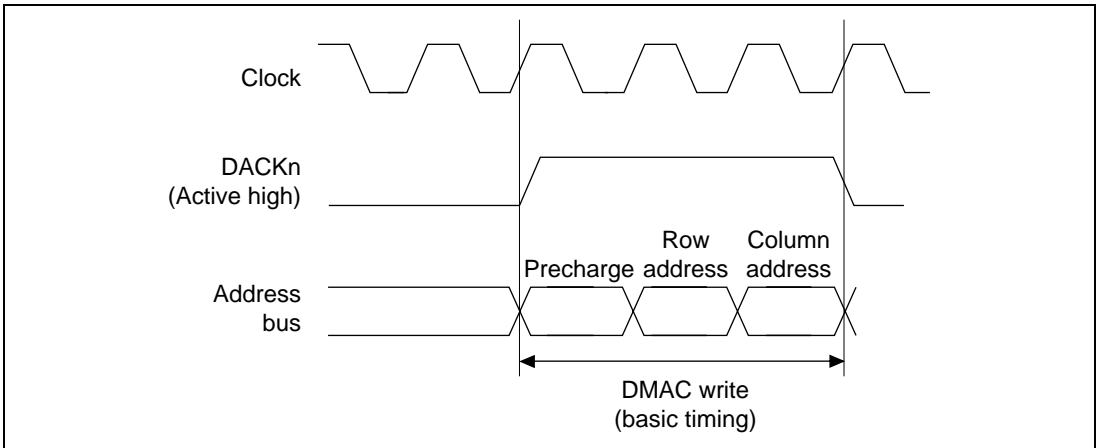 Clock
DACKn
(Active high)
Row Column
Precharge address address
Address
bus
DMAC write
(basic timing)